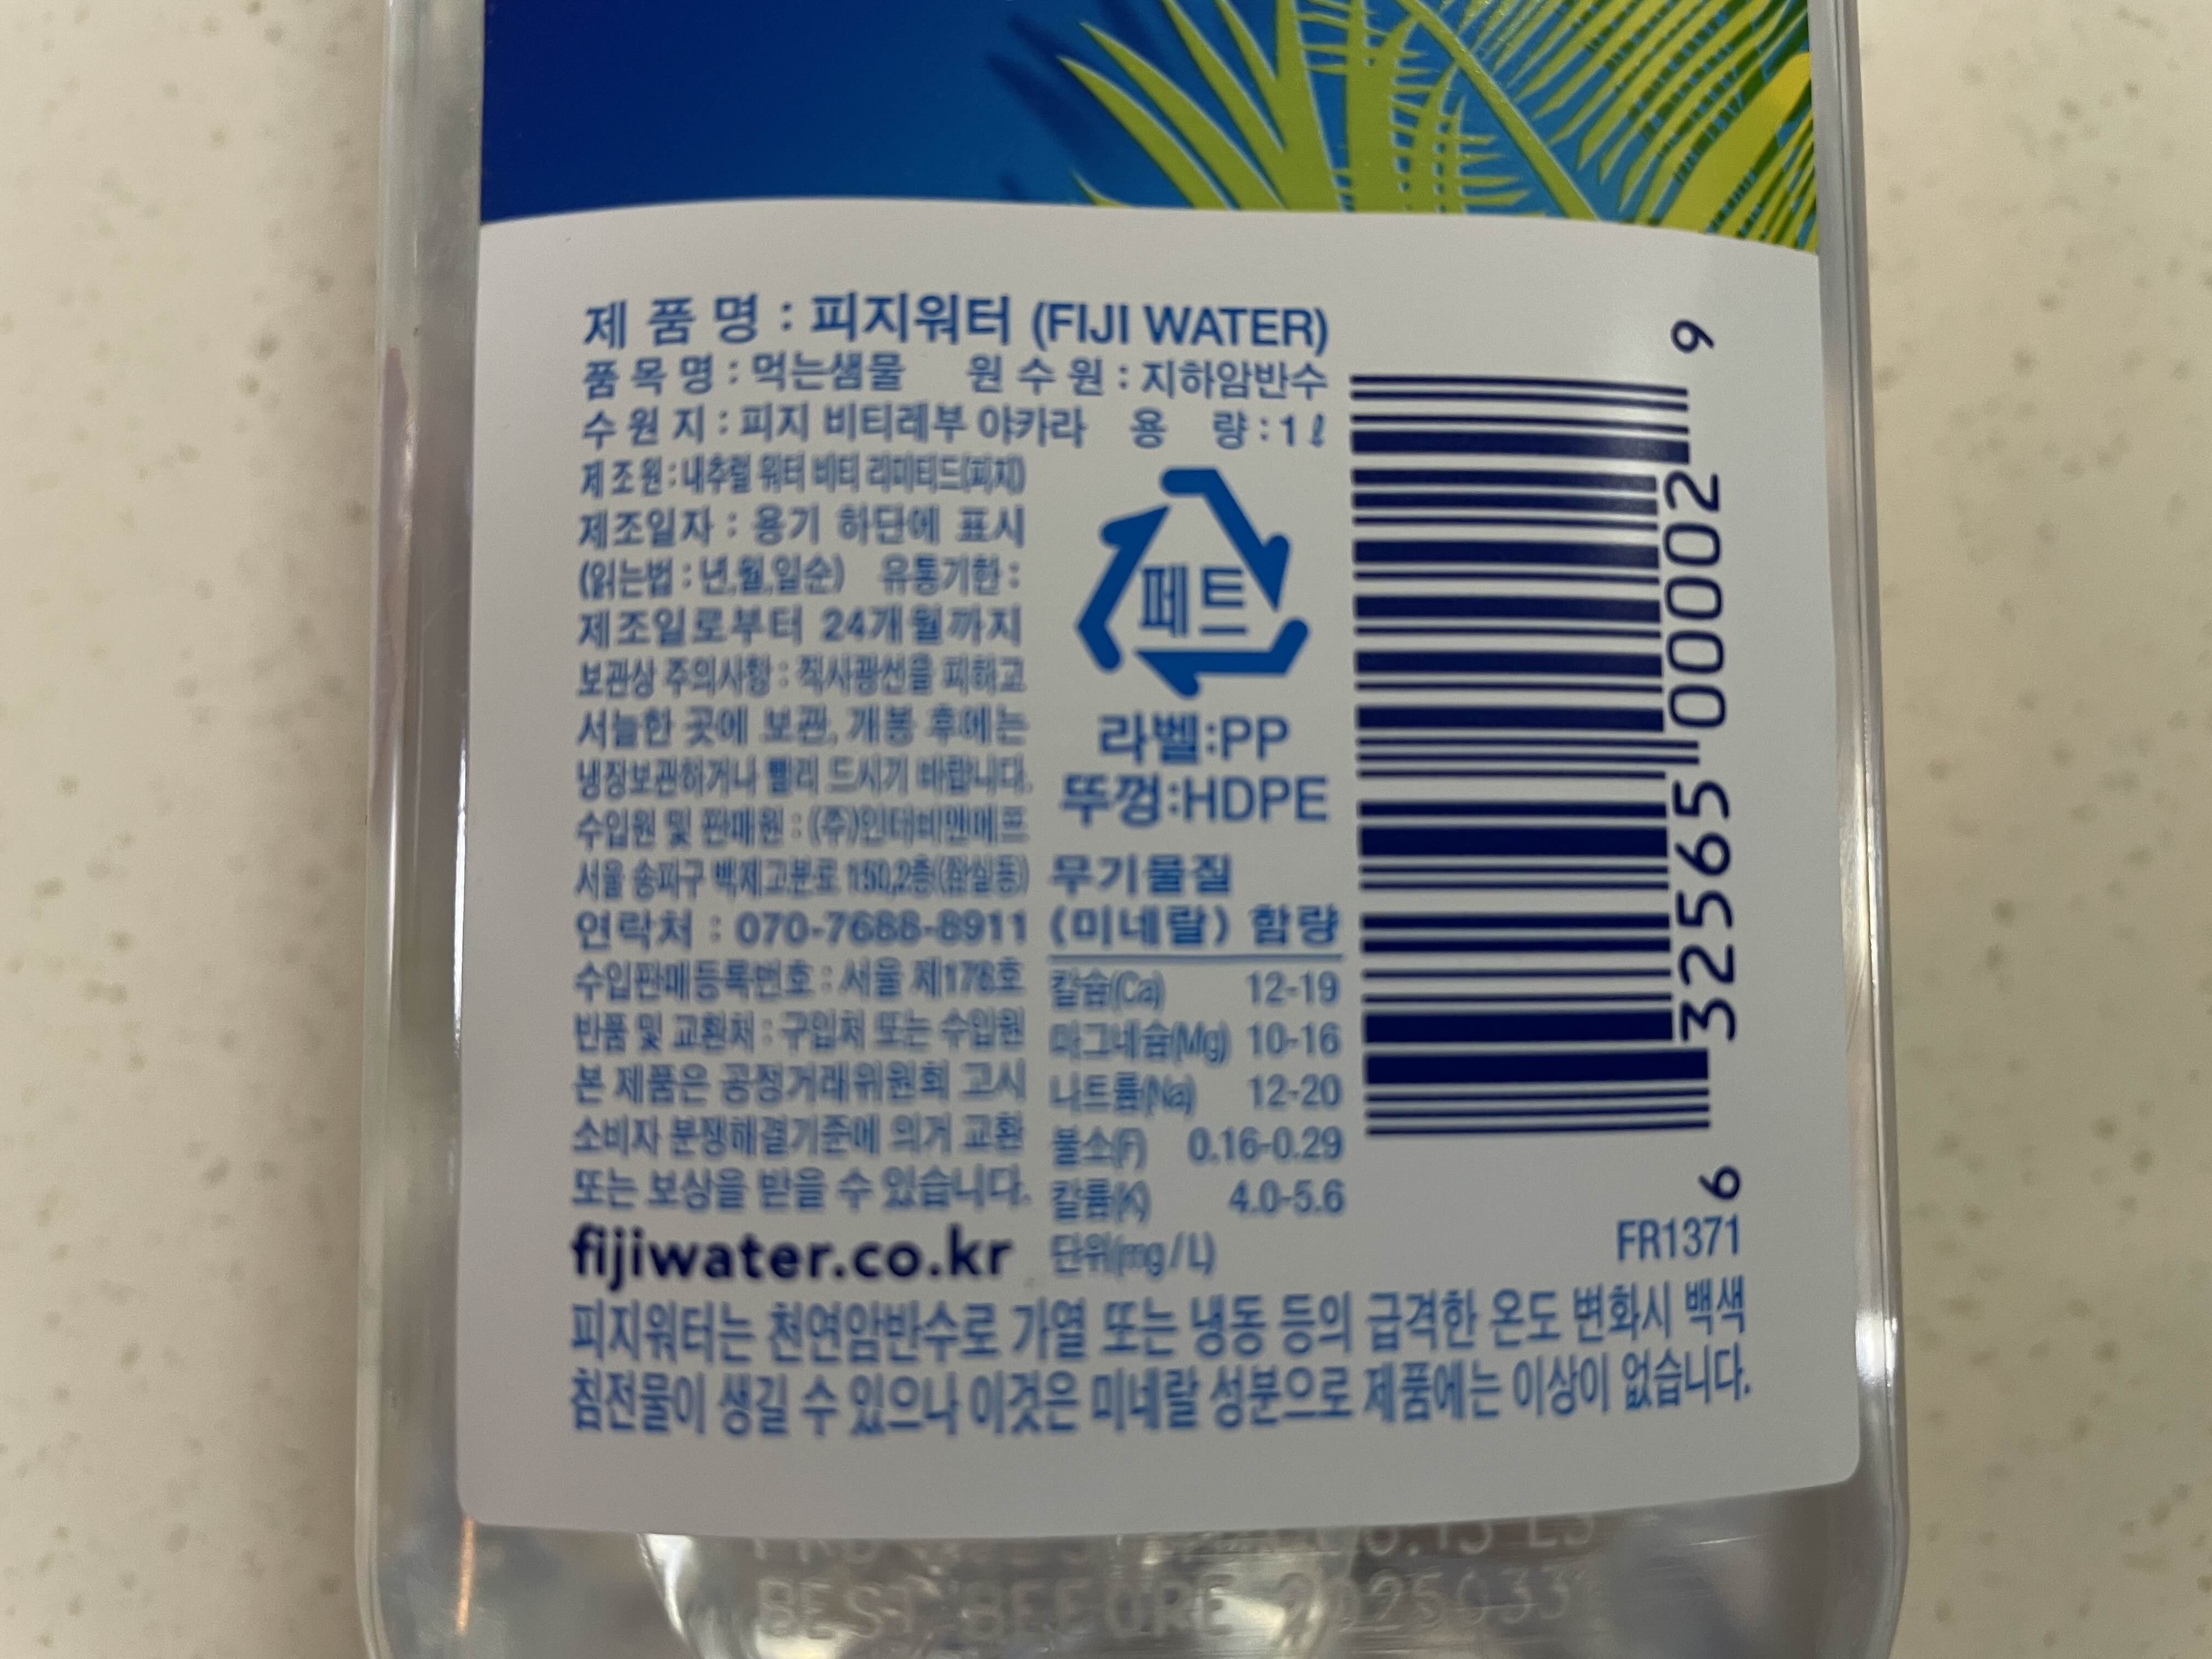 제 품 명 : 피지워터 (FIJI WATER)
품 목 명 : 먹는샘물 원 수 원 : 지하암반수
수 원 지 : 피지 비티레부 야카라 용 량 : 1 ℓ
제 조 원 : 내추럴 워터 비티 리미티드(피지)
제조일자 : 용기 하단에 표시
(읽는법 : 년,월,일순) 유통기한 :
제조일로부터 24개월까지
보관상 주의사항 : 직사광선을 피하고
서늘한 곳에 보관, 개봉 후에는
냉장보관하거나 빨리 드시기 바랍니다.
수입원 및 판매원 : (주)인터비앤에프
서울 송파구 백제고분로 150,2층(잠실동)
연락처 : 070-7688-8911
수입판매등록번호 : 서울 제178호
반품 및 교환처 : 구입처 또는 수입원
본 제품은 공정거래위원회 고시
소비자 분쟁해결기준에 의거 교환
또는 보상을 받을 수 있습니다.
fijiwater.co.kr
페트
라벨:PP
뚜껑:HDPE
무기물질
(미네랄) 함량
칼슘(Ca) 12-19
마그네슘(Mg) 10-16
나트륨(Na) 12-20
불소(F) 0.16-0.29
칼륨(K) 4.0-5.6
단위(mg/L)
6 32565 00002 9
FR1371
피지워터는 천연암반수로 가열 또는 냉동 등의 급격한 온도 변화시 백색
침전물이 생길 수 있으나 이것은 미네랄 성분으로 제품에는 이상이 없습니다.
BEST BEFORE